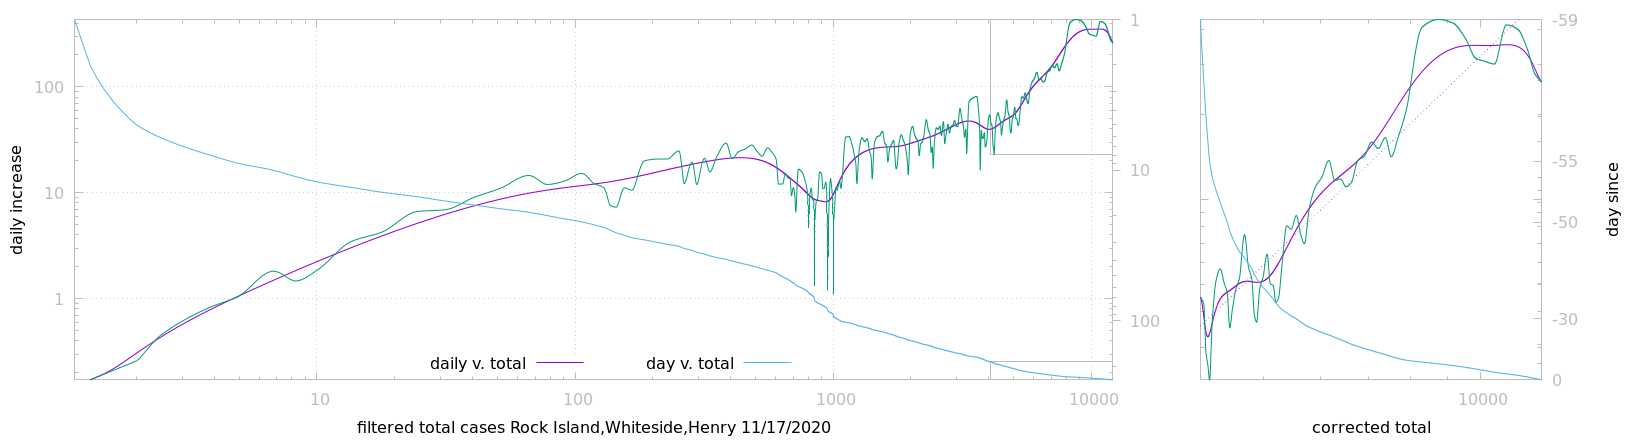 daily increase
100
10
1
1
10
100
daily v. total
day v. total
10
100
1000
10000
filtered total cases Rock Island,Whiteside,Henry 11/17/2020
-59
-55
-50
-30
0
day since
10000
corrected total